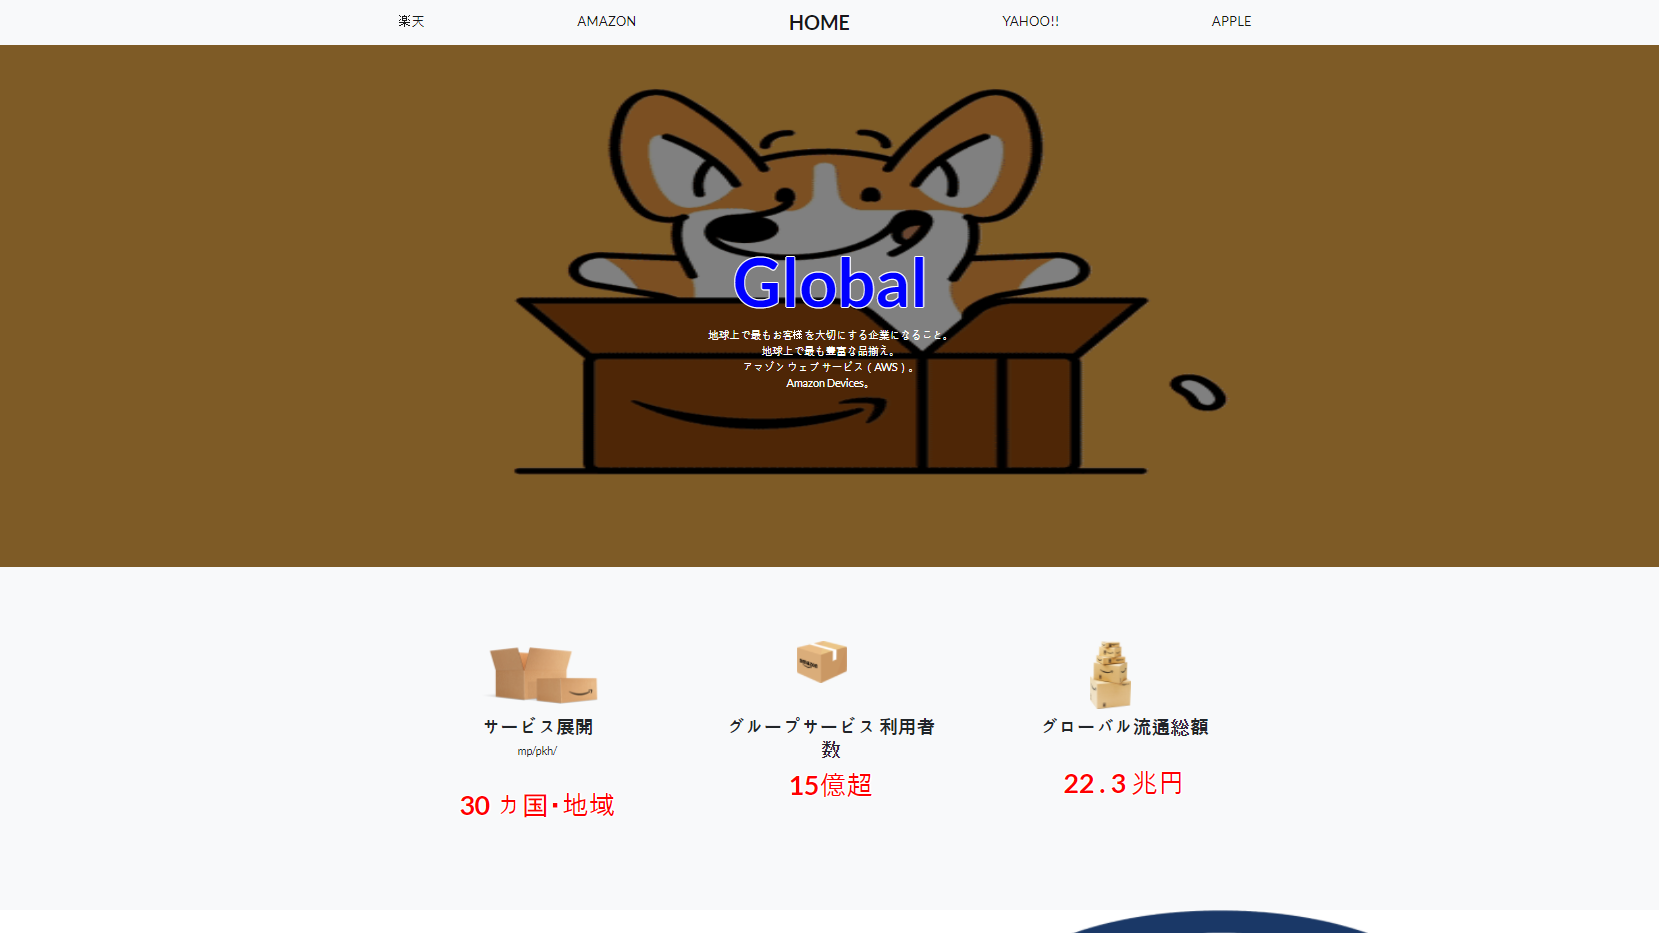 楽天
AMAZON
HOME
YAHOO!!
APPLE
Global
地球上で最もお客様を大切にする企業になること。
地球上で最も豊富な品揃え。
アマゾン ウェブ サービス ( AWS ) 。
Amazon Devices。
サービス展開
mp/pkh/
30 カ国・地域
グループサービス 利用者
数
15億超
グローバル流通総額
22.3 兆円